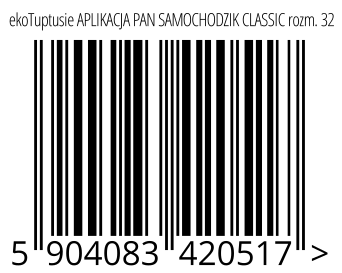 ekoTuptusie APLIKACJA PAN SAMOCHODZIK CLASSIC rozm. 32
5 904083 420517 >